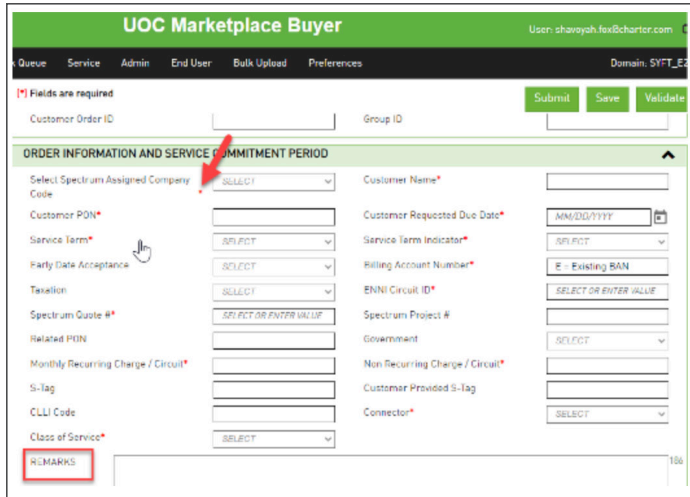 UOC Marketplace Buyer
User: shavoyah.fox@charter.com
Queue Service Admin End User Bulk Upload Preferences Domain: SYFT_E2
[*] Fields are required
Submit Save Validate
Customer Order ID Group ID
ORDER INFORMATION AND SERVICE COMMITMENT PERIOD
Select Spectrum Assigned Company SELECT Customer Name*
Code *
Customer PON* Customer Requested Due Date* MM/DD/YYYY
Service Term* SELECT Service Term Indicator* SELECT
Early Date Acceptance SELECT Billing Account Number* E = Existing BAN
Taxation SELECT ENNI Circuit ID* SELECT OR ENTER VALUE
Spectrum Quote #* SELECT OR ENTER VALUE Spectrum Project #
Related PON Government SELECT
Monthly Recurring Charge / Circuit* Non Recurring Charge / Circuit*
S-Tag Customer Provided S-Tag
CLLI Code Connector* SELECT
Class of Service* SELECT
REMARKS 186